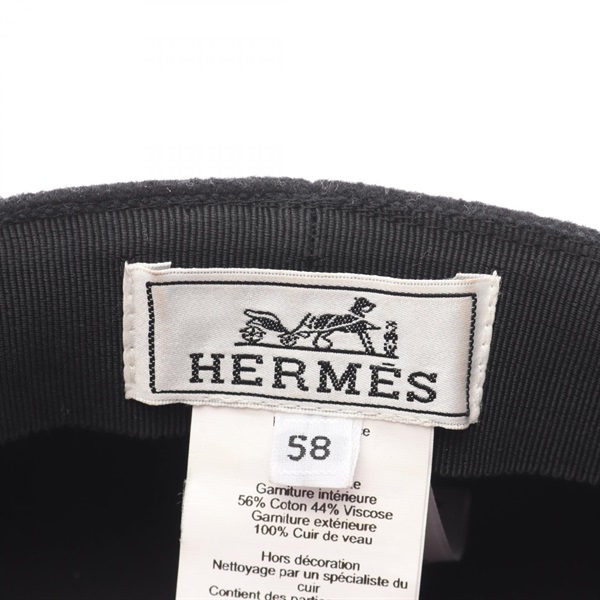 HERMÈS
58
Garniture intérieure
56% Coton 44% Viscose
Garniture extérieure
100% Cuir de veau
Hors décoration
Nettoyage par un spécialiste du
cuir
Contient des parties